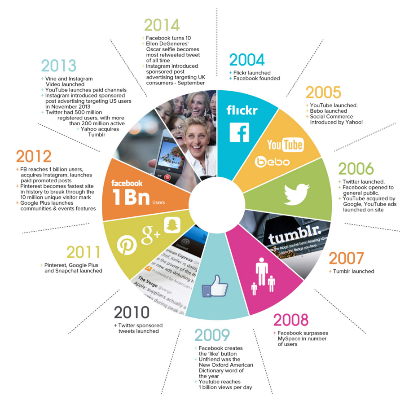 2014
Facebook turns 10
Ellen DeGeneres'
Oscar selfie becomes
most retweeted tweet
of all time
Instagram Introduced
sponsored post
advertising targeting UK
consumers - September
2004
Flickr launched
Facebook founded
2005
YouTube launched.
Bebo launched
Social Commerce
introduced by Yahoo!
2006
Twitter launched.
Facebook opened to
general public.
YouTube acquired by
Google, YouTube ads
launched on site
2007
Tumblr launched
2008
Facebook surpasses
MySpace in number
of users
2009
Facebook creates
the 'like' button
Unfriend was the
New Oxford American
Dictionary word of
the year
Youtube reaches
1 billion views per day
2010
Twitter sponsored
tweets launched
2011
Pinterest, Google Plus
and Snapchat launched
2012
FB reaches 1 billion users,
acquires Instagram, launches
paid promoted posts
Pinterest becomes fastest site
in history to break through the
10 million unique visitor mark
Google Plus launches
communities & events features
2013
Vine and Instagram
Video launched
YouTube launches paid channels
Instagram introduced sponsored
post advertising targeting US users
in November 2013
Twitter had 500 million
registered users, with more
than 200 million active
Yahoo acquires
Tumblr
flickr
YouTube
bebo
tumblr.
facebook
1Bn Users
g+